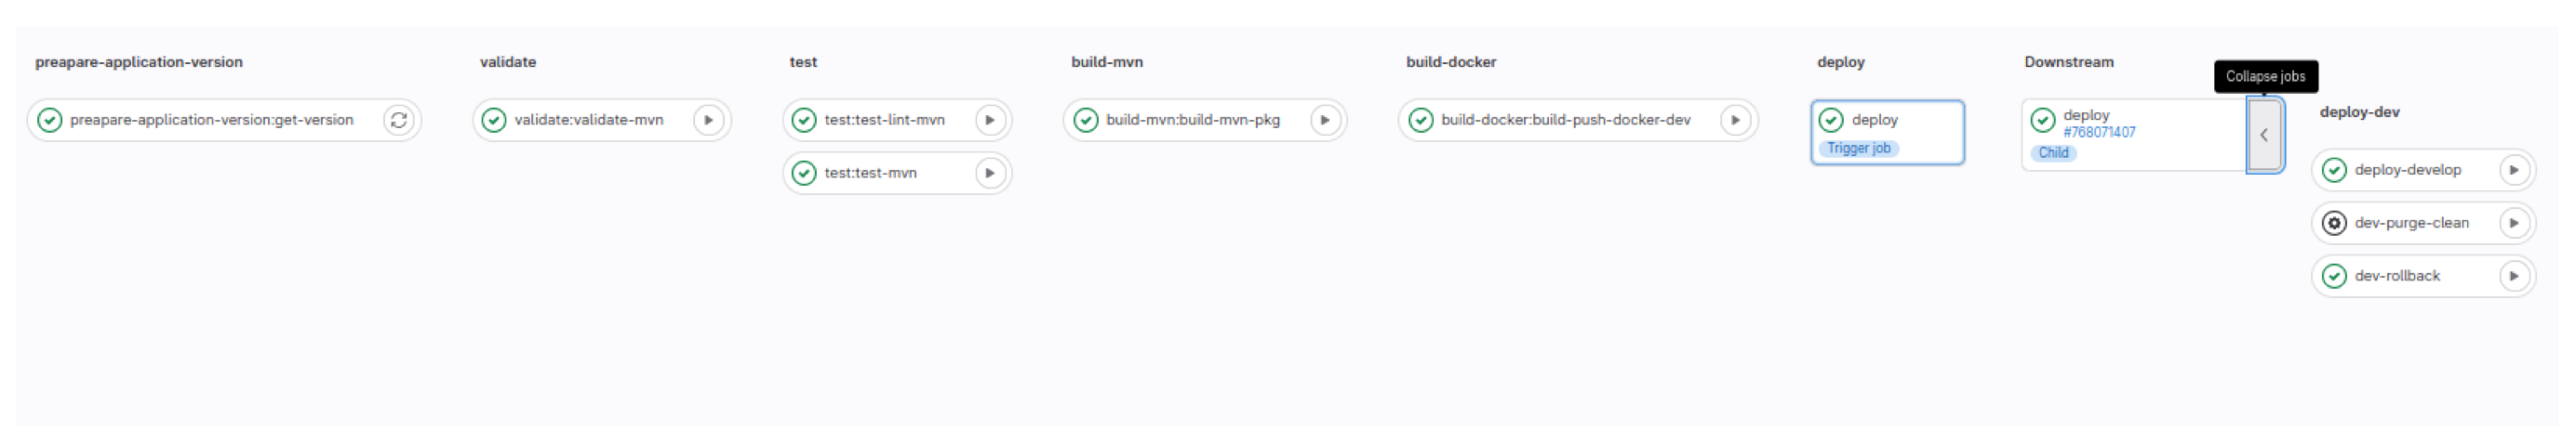 preapare-application-version
preapare-application-version:get-version
validate
validate:validate-mvn
test
test:test-lint-mvn
test:test-mvn
build-mvn
build-mvn:build-mvn-pkg
build-docker
build-docker:build-push-docker-dev
deploy
deploy
Trigger job
Downstream
Collapse jobs
deploy
#768071407
Child
deploy-dev
deploy-develop
dev-purge-clean
dev-rollback